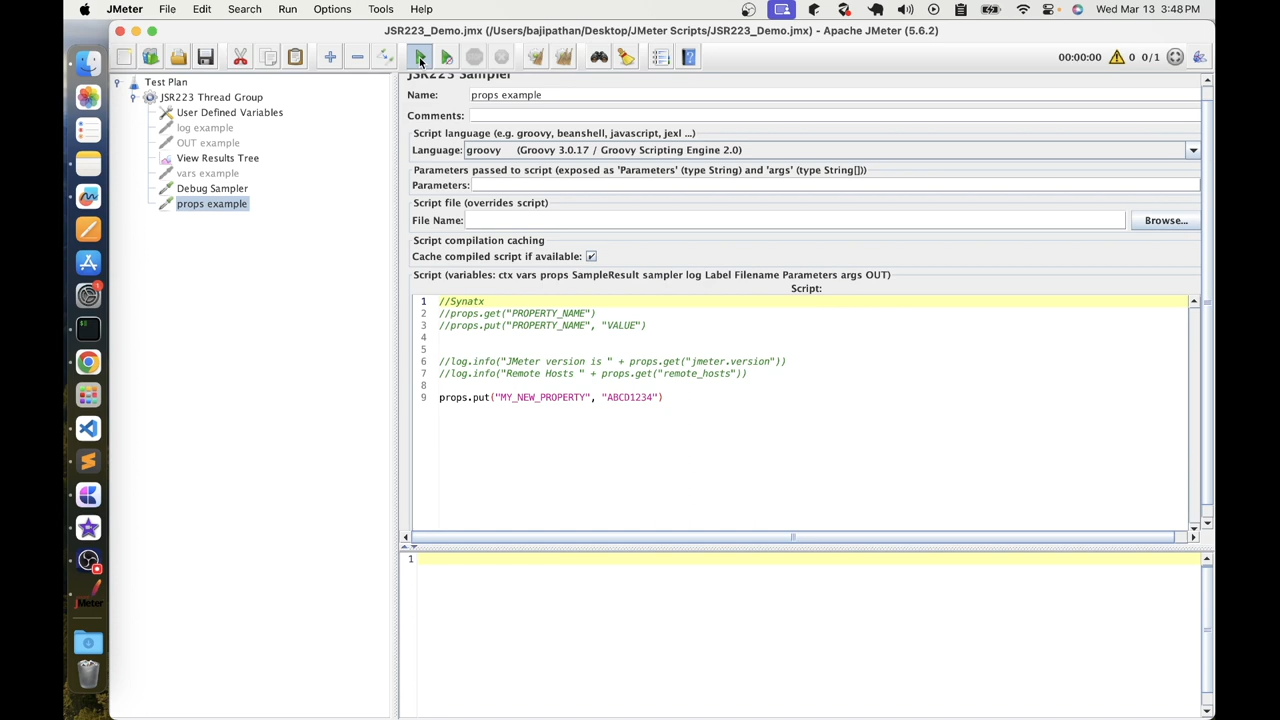 JMeter File Edit Search Run Options Tools Help Wed Mar 13 3:48 PM
JSR223_Demo.jmx (/Users/bajipathan/Desktop/JMeter Scripts/JSR223_Demo.jmx) - Apache JMeter (5.6.2)
00:00:00 0 0/1
Test Plan
JSR223 Thread Group
User Defined Variables
log example
OUT example
View Results Tree
vars example
Debug Sampler
props example
JSR223 Sampler
Name: props example
Comments:
Script language (e.g. groovy, beanshell, javascript, jexl ...)
Language: groovy (Groovy 3.0.17 / Groovy Scripting Engine 2.0)
Parameters passed to script (exposed as 'Parameters' (type String) and 'args' (type String[]))
Parameters:
Script file (overrides script)
File Name: Browse...
Script compilation caching
Cache compiled script if available:
Script (variables: ctx vars props SampleResult sampler log Label Filename Parameters args OUT)
Script:
1 //Synatx
2 //props.get("PROPERTY_NAME")
3 //props.put("PROPERTY_NAME", "VALUE")
4
5
6 //log.info("JMeter version is " + props.get("jmeter.version"))
7 //log.info("Remote Hosts " + props.get("remote_hosts"))
8
9 props.put("MY_NEW_PROPERTY", "ABCD1234")
1
JMeter